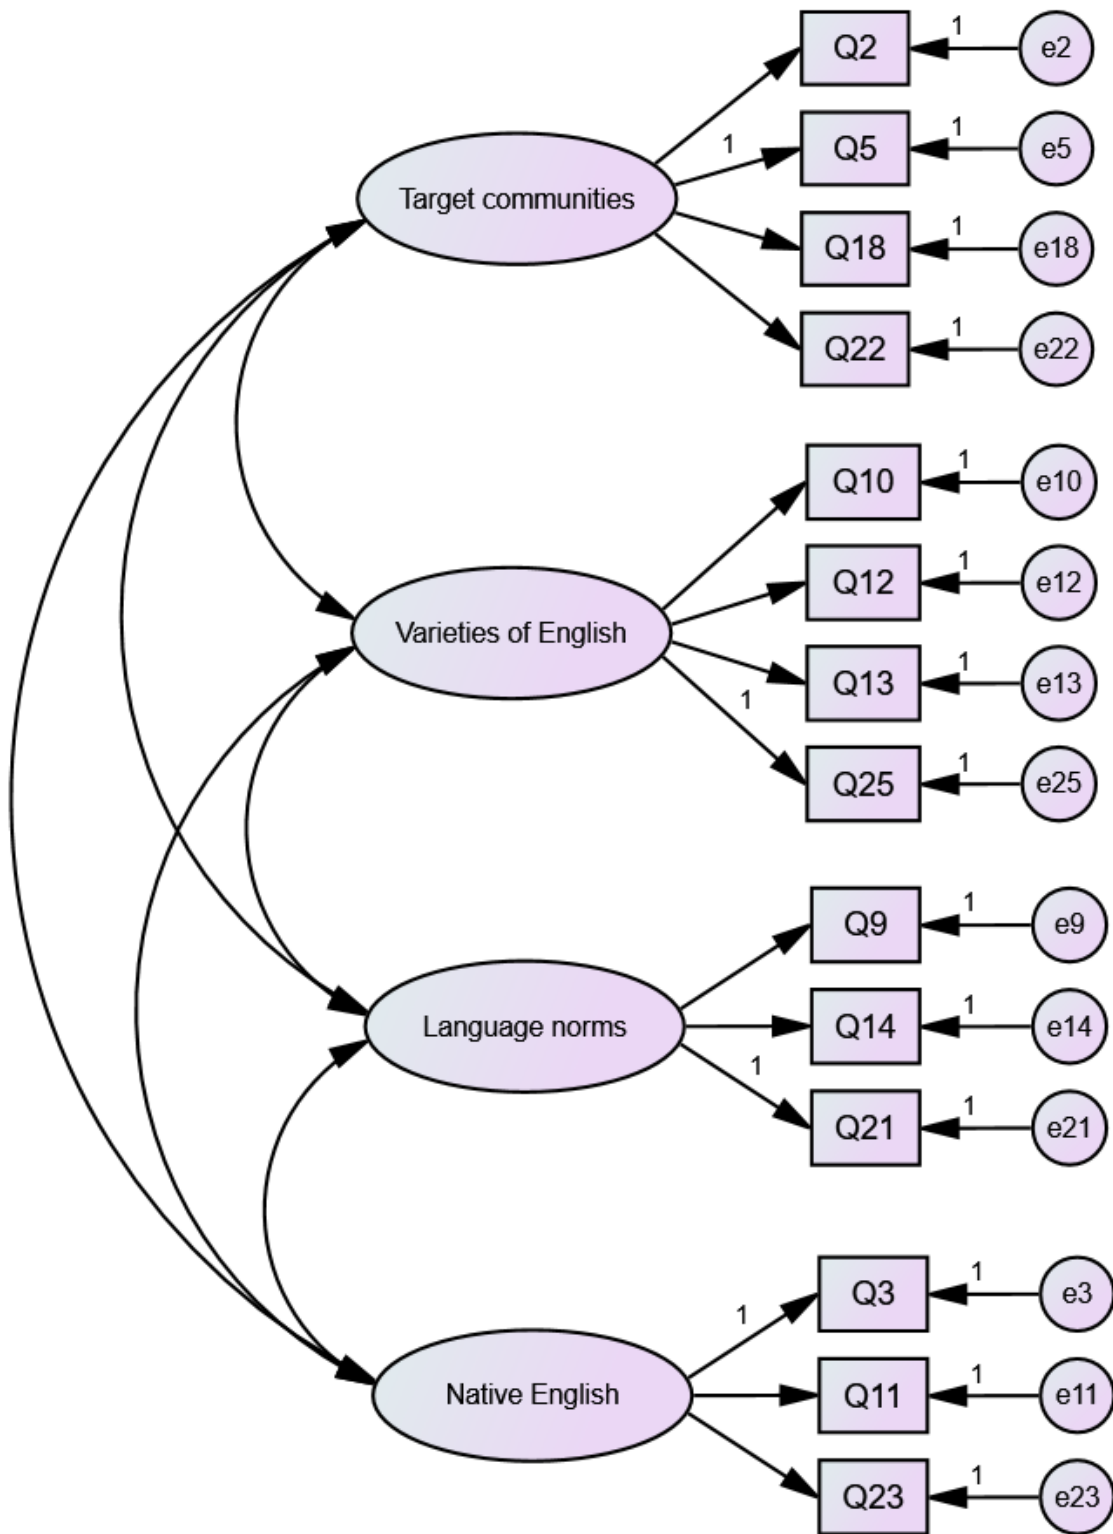 Q2
1
e2
Target communities
1
Q5
1
e5
Q18
1
e18
Q22
1
e22
Q10
1
e10
Varieties of English
Q12
1
e12
Q13
1
e13
1
Q25
1
e25
Q9
1
e9
Language norms
Q14
1
e14
1
Q21
1
e21
1
Q3
1
e3
Native English
Q11
1
e11
Q23
1
e23